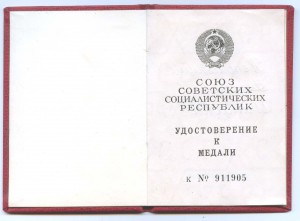 СОЮЗ
СОВЕТСКИХ
СОЦИАЛИСТИЧЕСКИХ
РЕСПУБЛИК
УДОСТОВЕРЕНИЕ
К
МЕДАЛИ
К № 911905